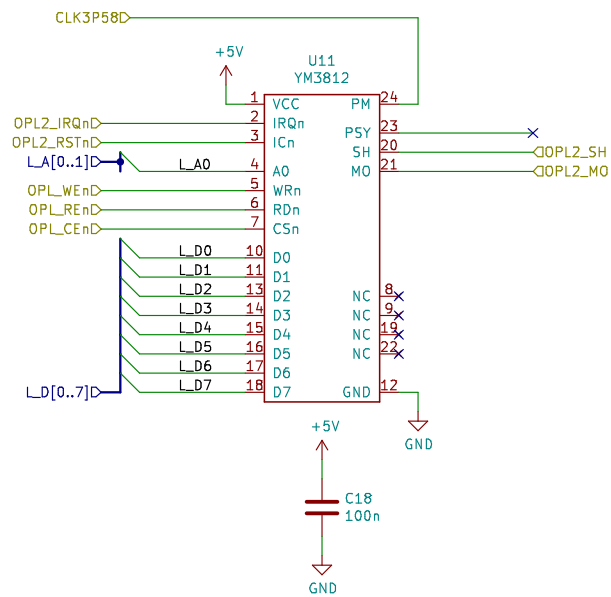 CLK3P58
+5V
U11
YM3812
1 VCC PM 24
OPL2_IRQn 2 IRQn
PSY 23
OPL2_RSTn 3 ICn
SH 20 OPL2_SH
L_A[0..1] L_A0 4 A0 MO 21 OPL2_MO
OPL_WEn 5 WRn
OPL_REn 6 RDn
OPL_CEn 7 CSn
L_D0 10 D0
L_D1 11 D1
L_D2 13 D2 NC 8
L_D3 14 D3 NC 9
L_D4 15 D4 NC 19
L_D5 16 D5 NC 22
L_D6 17 D6
L_D[0..7] L_D7 18 D7 GND 12
+5V
GND
C18
100n
GND